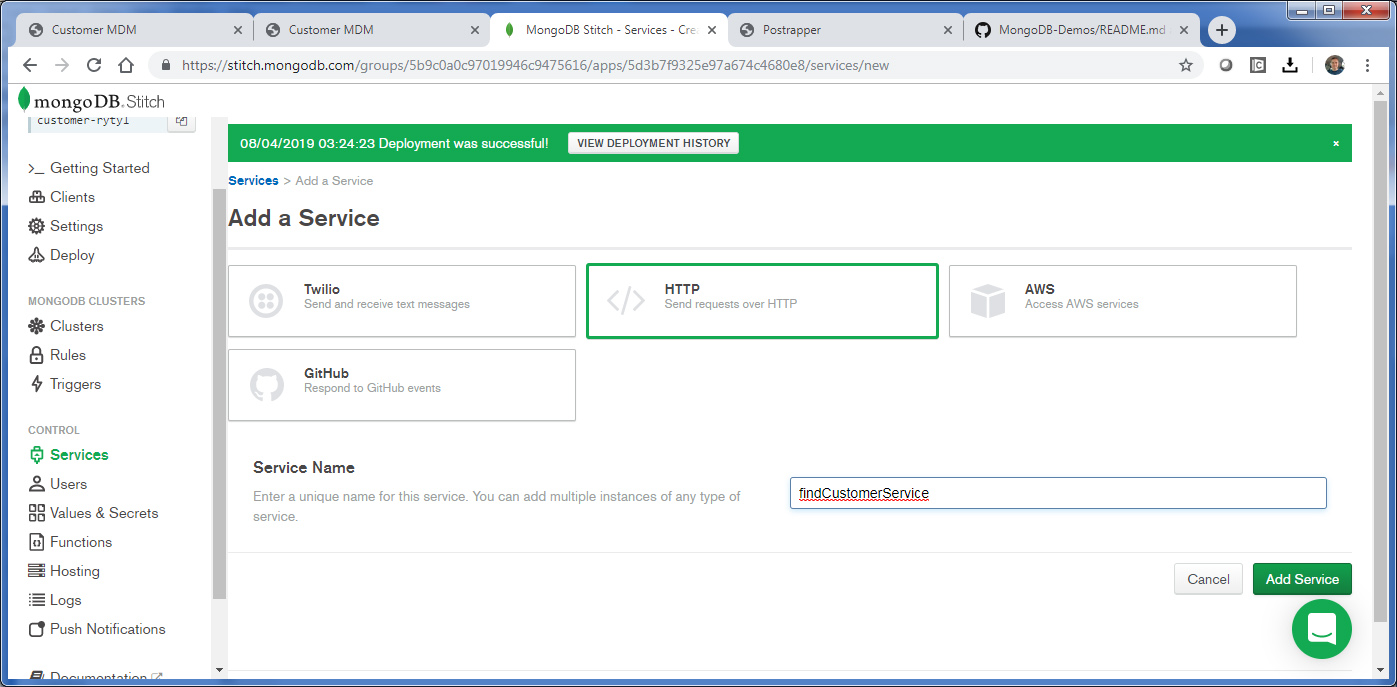 Customer MDM
Customer MDM
MongoDB Stitch - Services - Cre
Postrapper
MongoDB-Demos/README.md
https://stitch.mongodb.com/groups/5b9c0a0c97019946c9475616/apps/5d3b7f9325e97a674c4680e8/services/new
mongoDB.Stitch
customer-rytyl
>_ Getting Started
Clients
Settings
Deploy
MONGODB CLUSTERS
Clusters
Rules
Triggers
CONTROL
Services
Users
Values & Secrets
Functions
Hosting
Logs
Push Notifications
Documentation
08/04/2019 03:24:23 Deployment was successful!
VIEW DEPLOYMENT HISTORY
×
Services > Add a Service
Add a Service
Twilio
Send and receive text messages
HTTP
Send requests over HTTP
AWS
Access AWS services
GitHub
Respond to GitHub events
Service Name
Enter a unique name for this service. You can add multiple instances of any type of
service.
findCustomerService
Cancel
Add Service